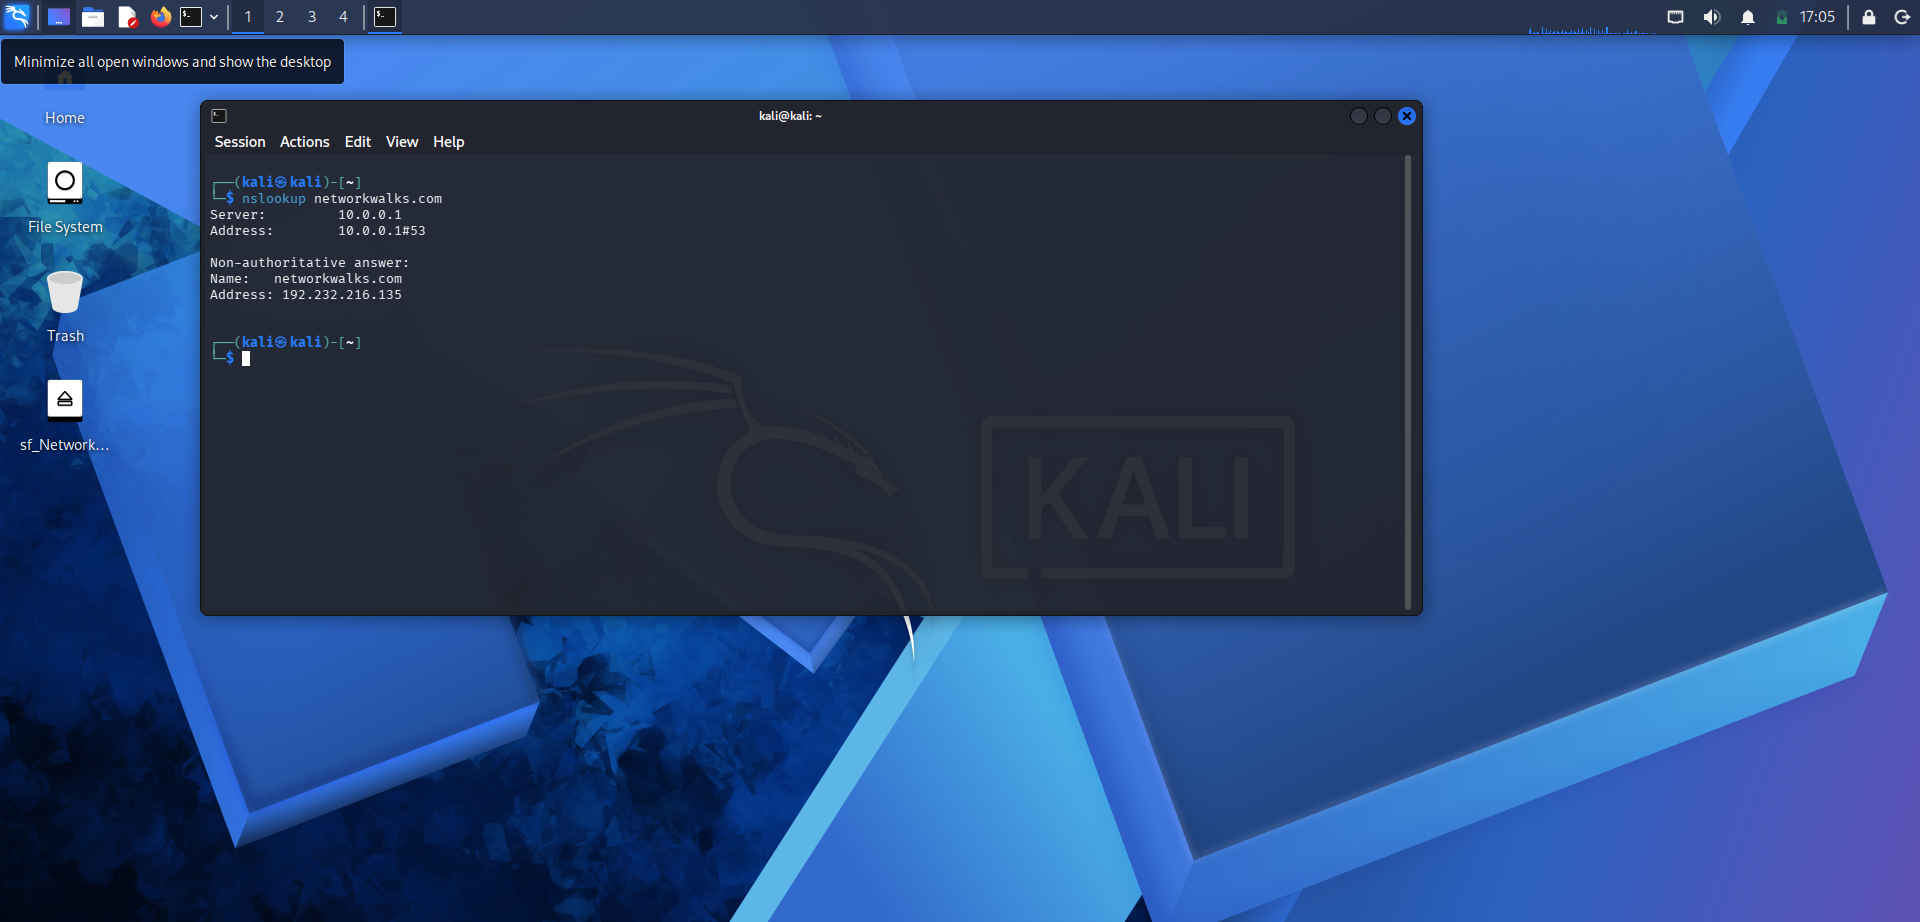 1 2 3 4
17:05
Minimize all open windows and show the desktop
Home
File System
Trash
sf_Network...
kali@kali: ~
Session Actions Edit View Help
┌──(kali㉿kali)-[~]
└─$ nslookup networkwalks.com
Server:         10.0.0.1
Address:        10.0.0.1#53
Non-authoritative answer:
Name:   networkwalks.com
Address: 192.232.216.135
┌──(kali㉿kali)-[~]
└─$
KALI